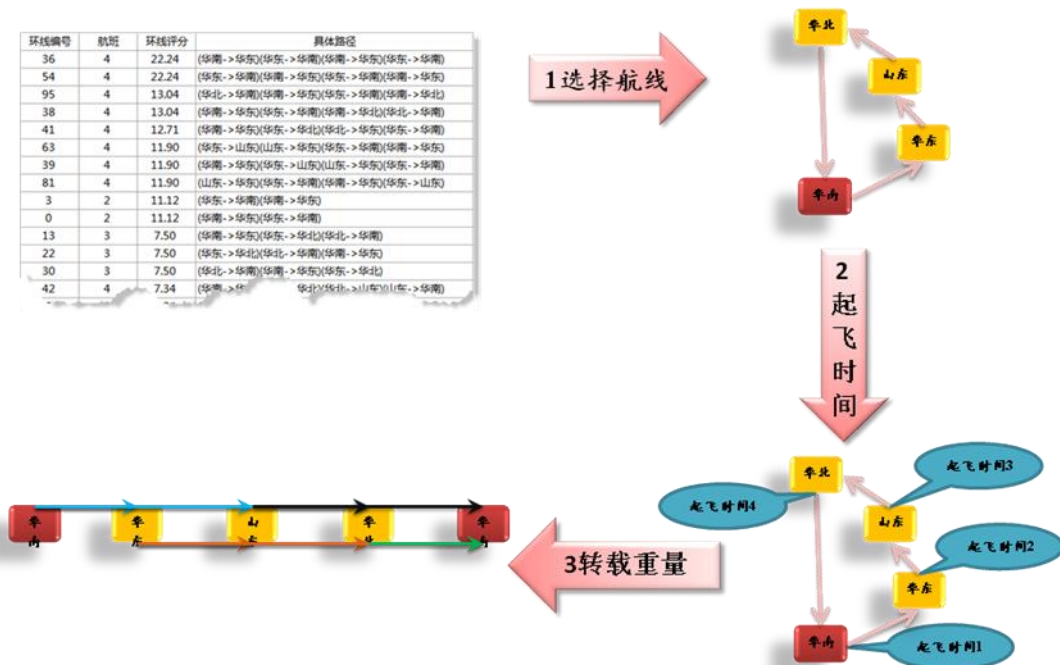 环线编号 航班 环线评分 具体路径
36 4 22.24 (华南->华东)(华东->华南)(华南->华东)(华东->华南)
54 4 22.24 (华东->华南)(华南->华东)(华东->华南)(华南->华东)
95 4 13.04 (华北->华南)(华南->华东)(华东->华南)(华南->华北)
38 4 13.04 (华南->华东)(华东->华南)(华南->华北)(华北->华南)
41 4 12.71 (华南->华东)(华东->华北)(华北->华东)(华东->华南)
63 4 11.90 (华东->山东)(山东->华东)(华东->华南)(华南->华东)
39 4 11.90 (华南->华东)(华东->山东)(山东->华东)(华东->华南)
81 4 11.90 (山东->华东)(华东->华南)(华南->华东)(华东->山东)
3 2 11.12 (华东->华南)(华南->华东)
0 2 11.12 (华南->华东)(华东->华南)
13 3 7.50 (华南->华东)(华东->华北)(华北->华南)
22 3 7.50 (华东->华北)(华北->华南)(华南->华东)
30 3 7.50 (华北->华南)(华南->华东)(华东->华北)
42 4 7.34 (华南->华 华北)(华北->山东)(山东->华南)
1选择航线
华北
山东
华东
华南
2起飞时间
华北
起飞时间3
起飞时间4
山东
起飞时间2
华东
华南
起飞时间1
3转载重量
华南
华东
山东
华北
华南